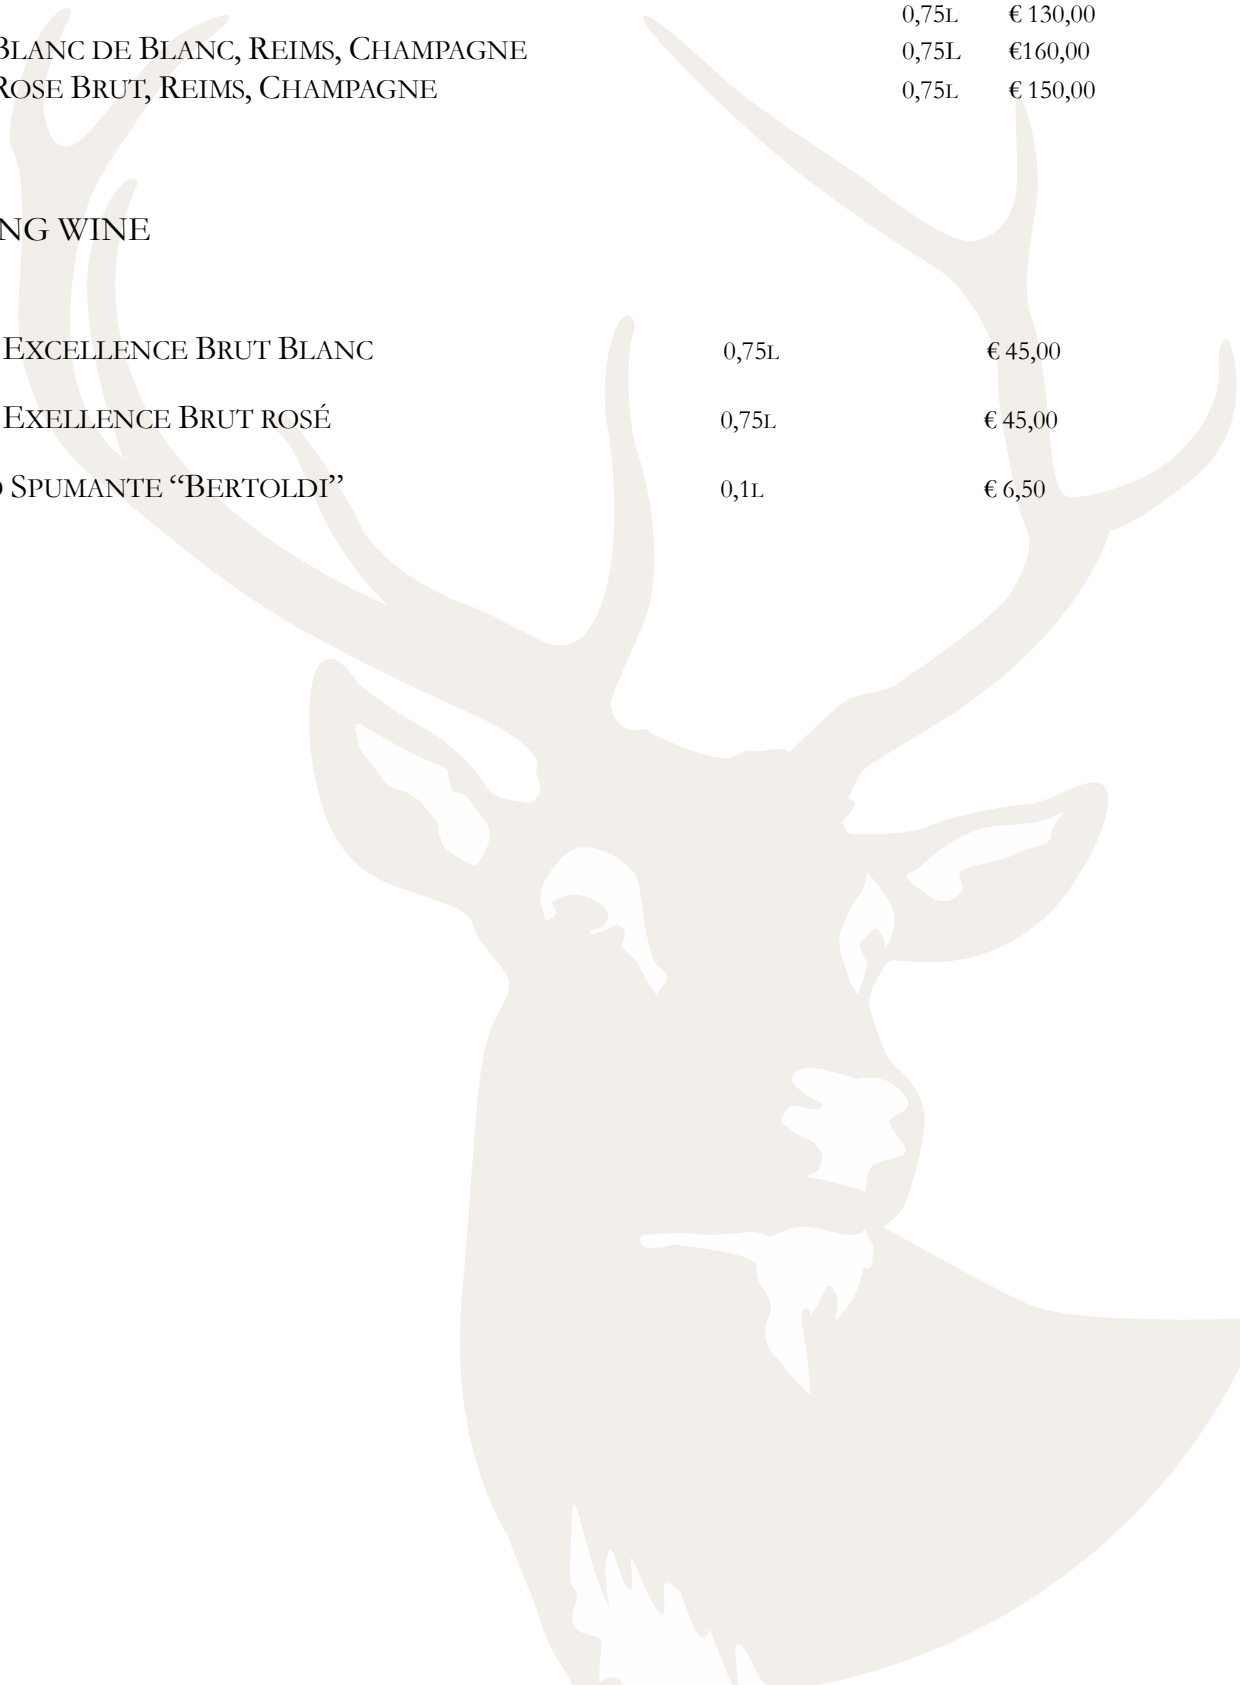 0,75L € 130,00
BLANC DE BLANC, REIMS, CHAMPAGNE 0,75L €160,00
ROSE BRUT, REIMS, CHAMPAGNE 0,75L € 150,00
NG WINE
EXCELLENCE BRUT BLANC 0,75L € 45,00
EXELLENCE BRUT ROSÉ 0,75L € 45,00
SPUMANTE “BERTOLDI” 0,1L € 6,50